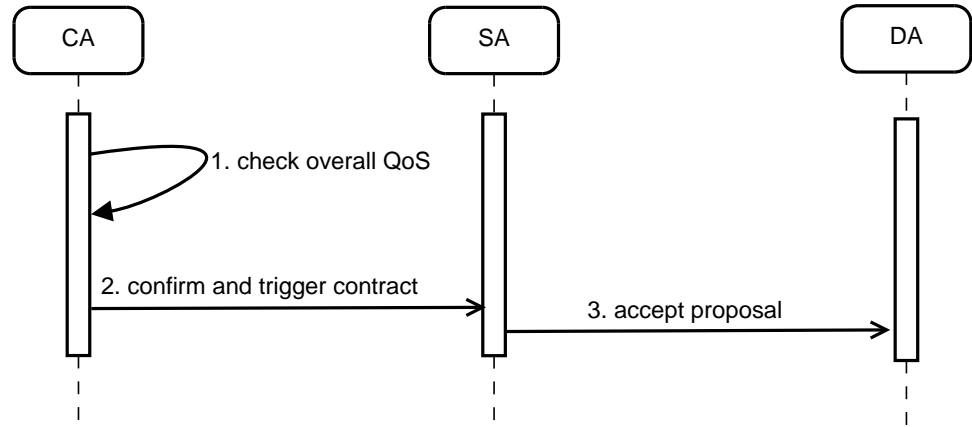 CA
SA
DA
1. check overall QoS
2. confirm and trigger contract
3. accept proposal